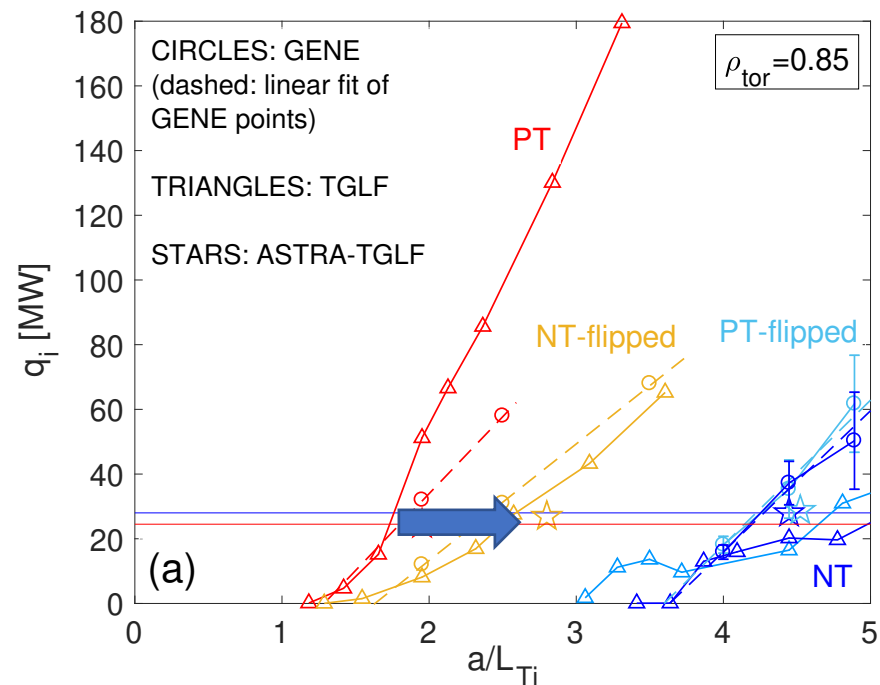 180
160
140
120
100
80
60
40
20
0
q_i [MW]
CIRCLES: GENE
(dashed: linear fit of
GENE points)
TRIANGLES: TGLF
STARS: ASTRA-TGLF
ρ_tor=0.85
PT
NT-flipped
PT-flipped
NT
(a)
0 1 2 3 4 5
a/L_Ti